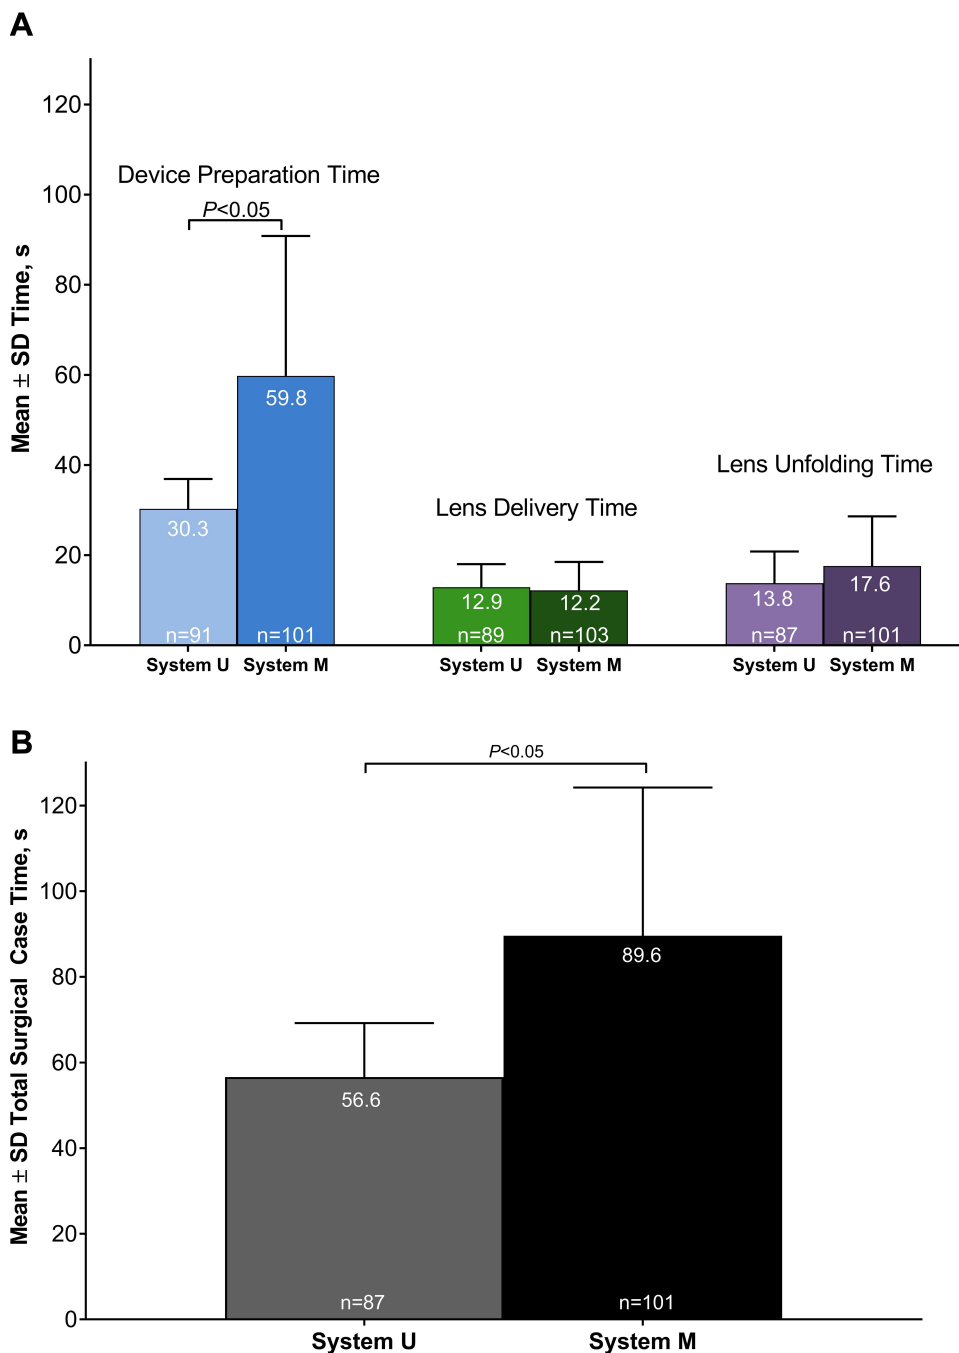 A
Mean ± SD Time, s
120
100
80
60
40
20
0
Device Preparation Time
P<0.05
59.8
30.3
n=91
n=101
Lens Delivery Time
12.9
12.2
n=89
n=103
Lens Unfolding Time
13.8
17.6
n=87
n=101
System U System M
System U System M
System U System M
B
Mean ± SD Total Surgical Case Time, s
120
100
80
60
40
20
0
P<0.05
89.6
56.6
n=87
n=101
System U
System M